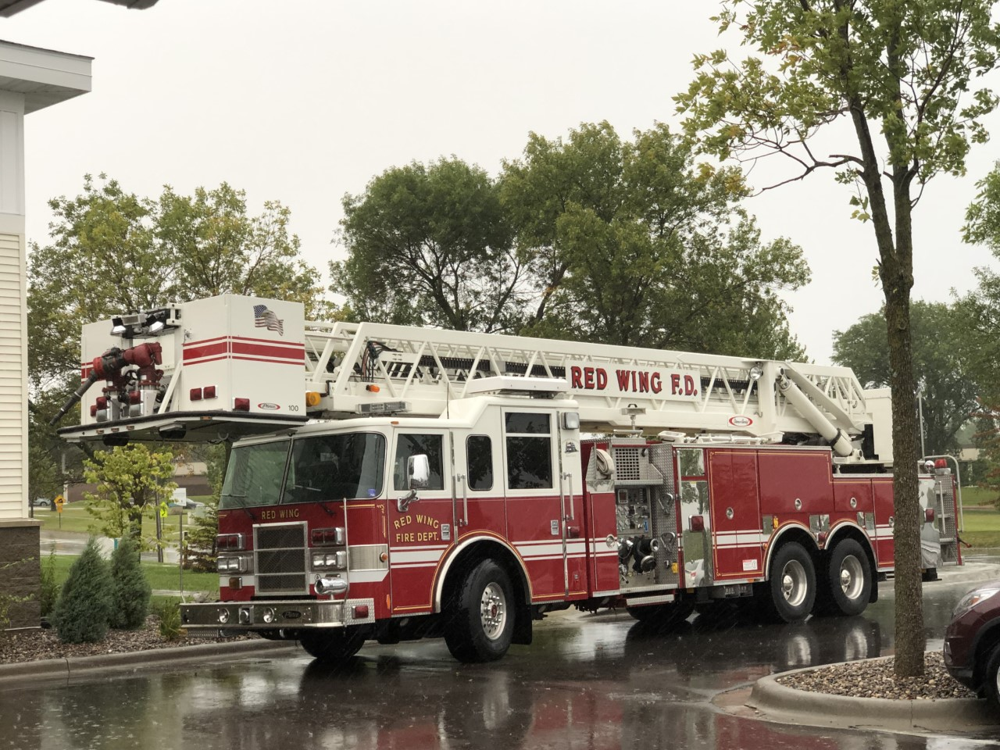 RED WING F.D.
100
RED WING
RED WING
FIRE DEPT.